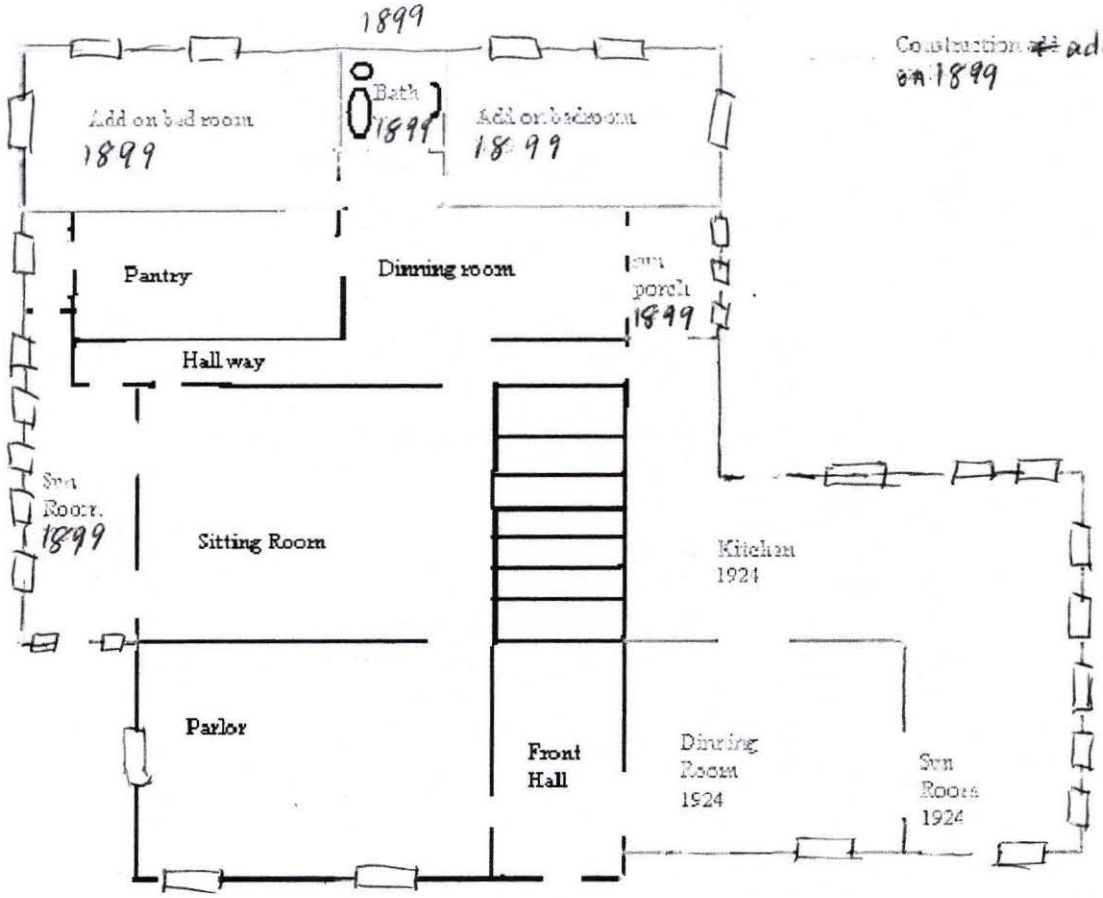 1899
Construction add ad
on 1899
Add on bed room
1899
Bath
1899
Add on bedroom
1899
Pantry
Dinning room
Sun
porch
1899
Hall way
Sun
Room
1899
Sitting Room
Kitchen
1924
Parlor
Front
Hall
Dinning
Room
1924
Sun
Room
1924